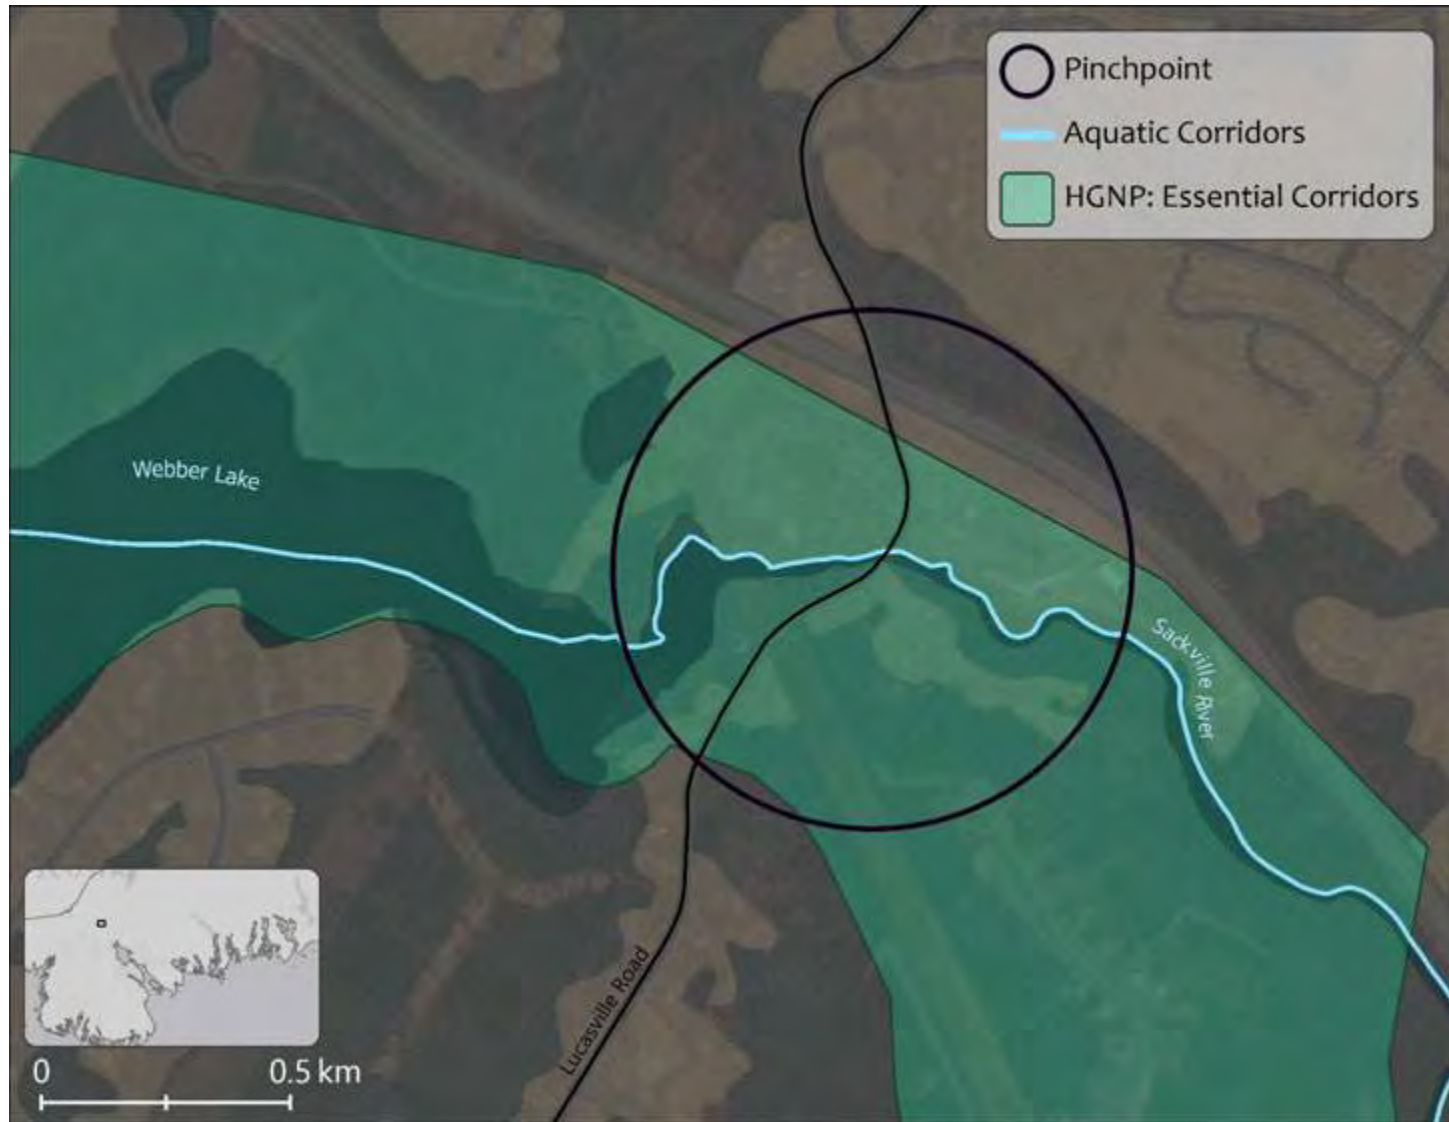 Pinchpoint
Aquatic Corridors
HGNP: Essential Corridors
Webber Lake
Sackville
River
Lucasville Road
0 0.5 km